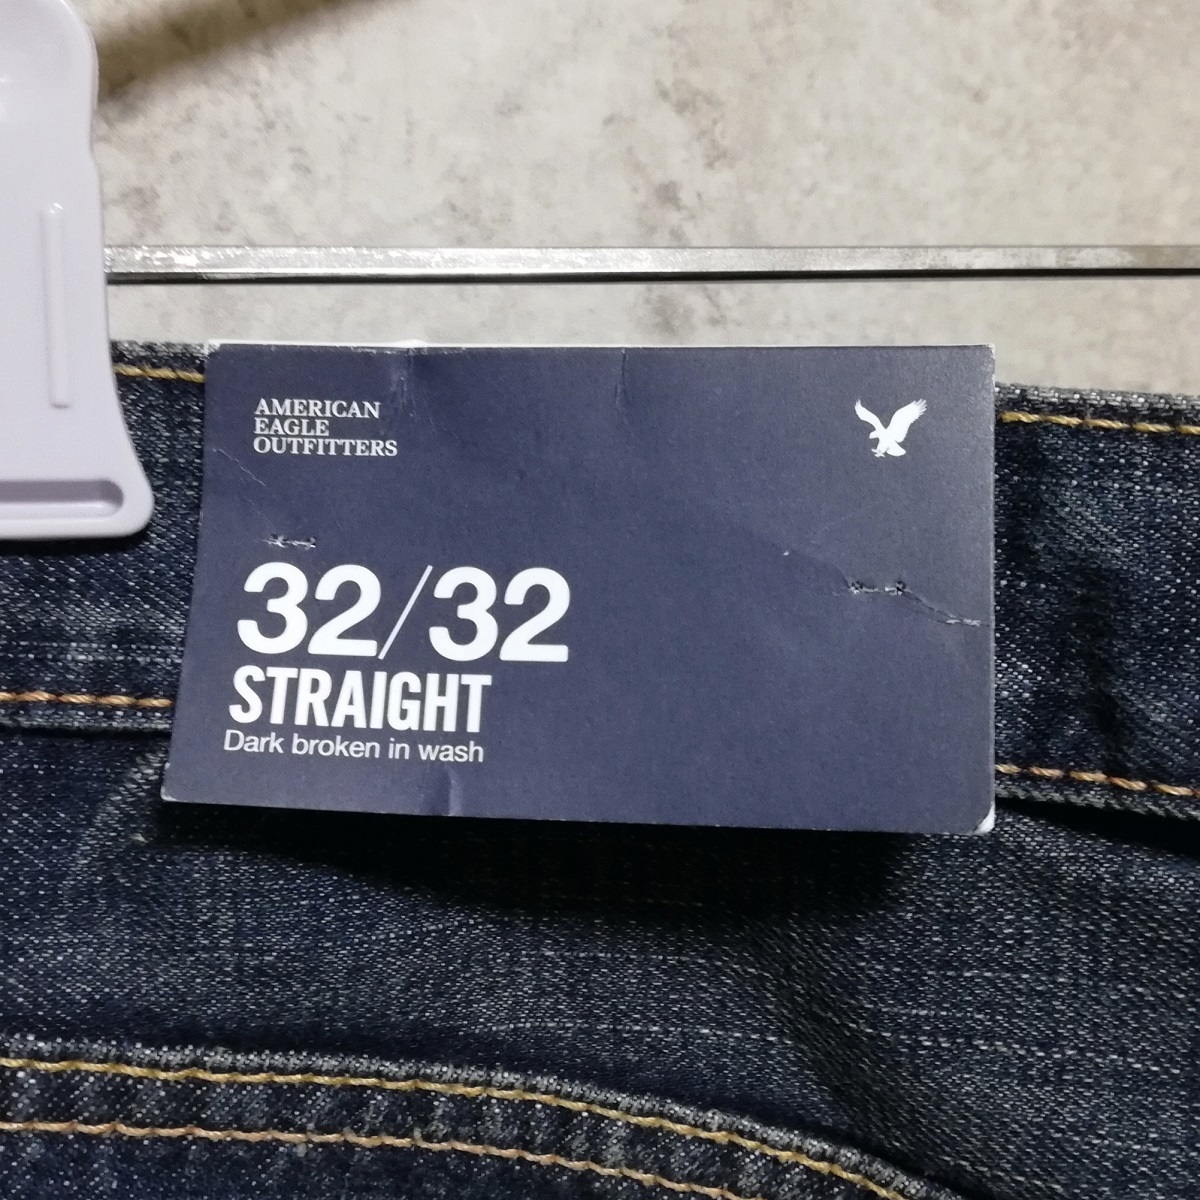 AMERICAN
EAGLE
OUTFITTERS
32/32
STRAIGHT
Dark broken in wash